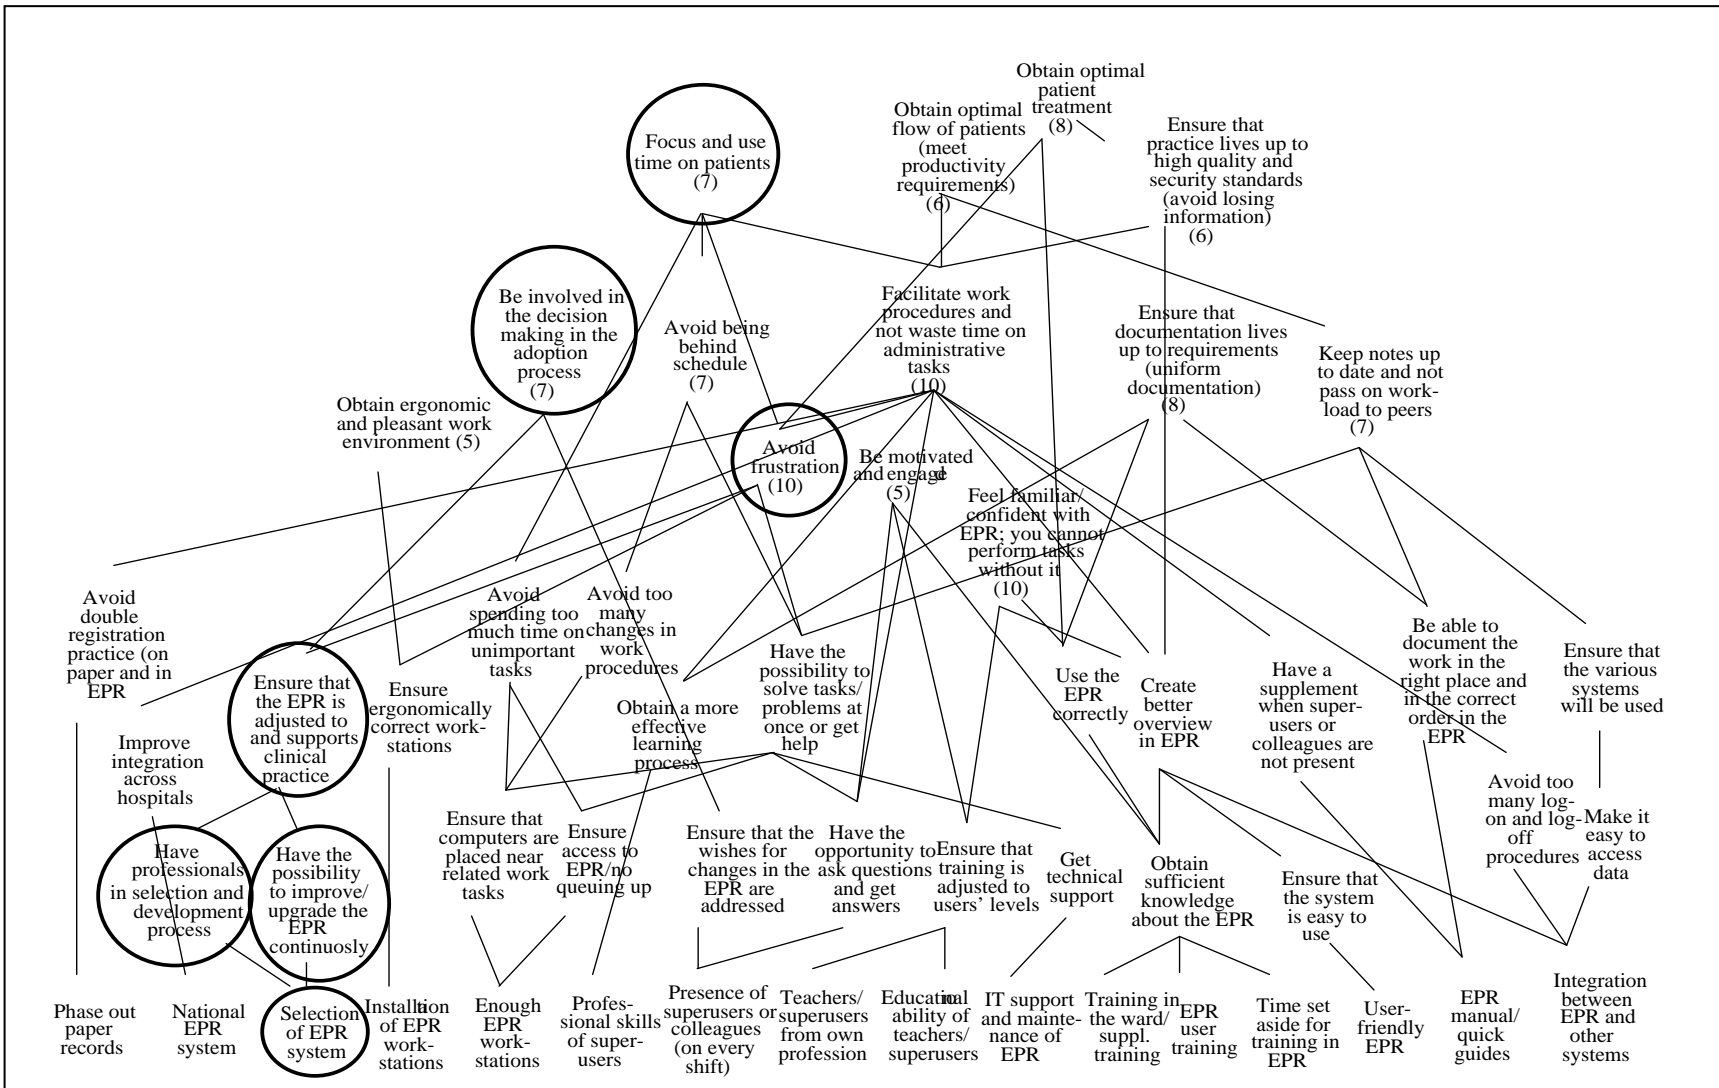 Obtain optimal
patient
treatment
(8)
Obtain optimal
flow of patients
(meet
productivity
requirements)
(6)
Ensure that
practice lives up to
high quality and
security standards
(avoid losing
information)
(6)
Focus and use
time on patients
(7)
Be involved in
the decision
making in the
adoption
process
(7)
Avoid being
behind
schedule
(7)
Facilitate work
procedures and
not waste time on
administrative
tasks
(10)
Ensure that
documentation lives
up to requirements
(uniform
documentation)
(8)
Keep notes up
to date and not
pass on work-
load to peers
(7)
Obtain ergonomic
and pleasant work
environment (5)
Avoid
frustration
(10)
Be motivated
and engaged
(5)
Feel familiar/
confident with
EPR; you cannot
perform tasks
without it
(10)
Avoid
double
registration
practice (on
paper and in
EPR
Avoid
spending too
much time on
unimportant
tasks
Avoid too
many
changes in
work
procedures
Have the
possibility to
solve tasks/
problems at
once or get
help
Use the
EPR
correctly
Create
better
overview
in EPR
Have a
supplement
when super-
users or
colleagues are
not present
Be able to
document the
work in the
right place and
in the correct
order in the
EPR
Ensure that
the various
systems
will be used
Improve
integration
across
hospitals
Ensure that
the EPR is
adjusted to
and supports
clinical
practice
Ensure
ergonomically
correct work-
stations
Obtain a more
effective
learning
process
Avoid too
many log-
on and log-
off
procedures
Make it
easy to
access
data
Have
professionals
in selection and
development
process
Have the
possibility
to improve/
upgrade the
EPR
continuosly
Ensure that
computers are
placed near
related work
tasks
Ensure
access to
EPR/no
queuing up
Ensure that the
wishes for
changes in the
EPR are
addressed
Have the
opportunity to
ask questions
and get
answers
Ensure that
training is
adjusted to
users’ levels
Get
technical
support
Obtain
sufficient
knowledge
about the EPR
Ensure that
the system
is easy to
use
Phase out
paper
records
National
EPR
system
Selection
of EPR
system
Installation
of EPR
work-
stations
Enough
EPR
work-
stations
Profes-
sional skills
of super-
users
Presence of
superusers or
colleagues
(on every
shift)
Teachers/
superusers
from own
profession
Educational
ability of
teachers/
superusers
IT support
and mainte-
nance of
EPR
Training in
the ward/
suppl.
training
EPR
user
training
Time set
aside for
training in
EPR
User-
friendly
EPR
EPR
manual/
quick
guides
Integration
between
EPR and
other
systems